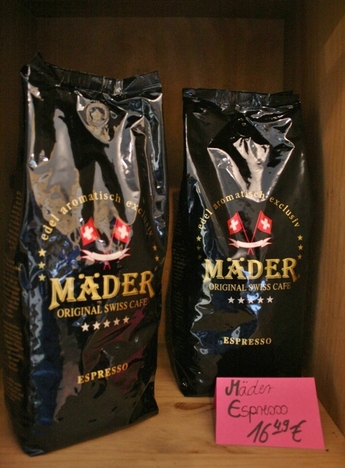 edel aromatisch exclusiv
MÄDER
ORIGINAL SWISS CAFE
ESPRESSO
edel aromatisch exclusiv
MÄDER
ORIGINAL SWISS CAFE
ESPRESSO
Mäder
Espresso
16 49 €